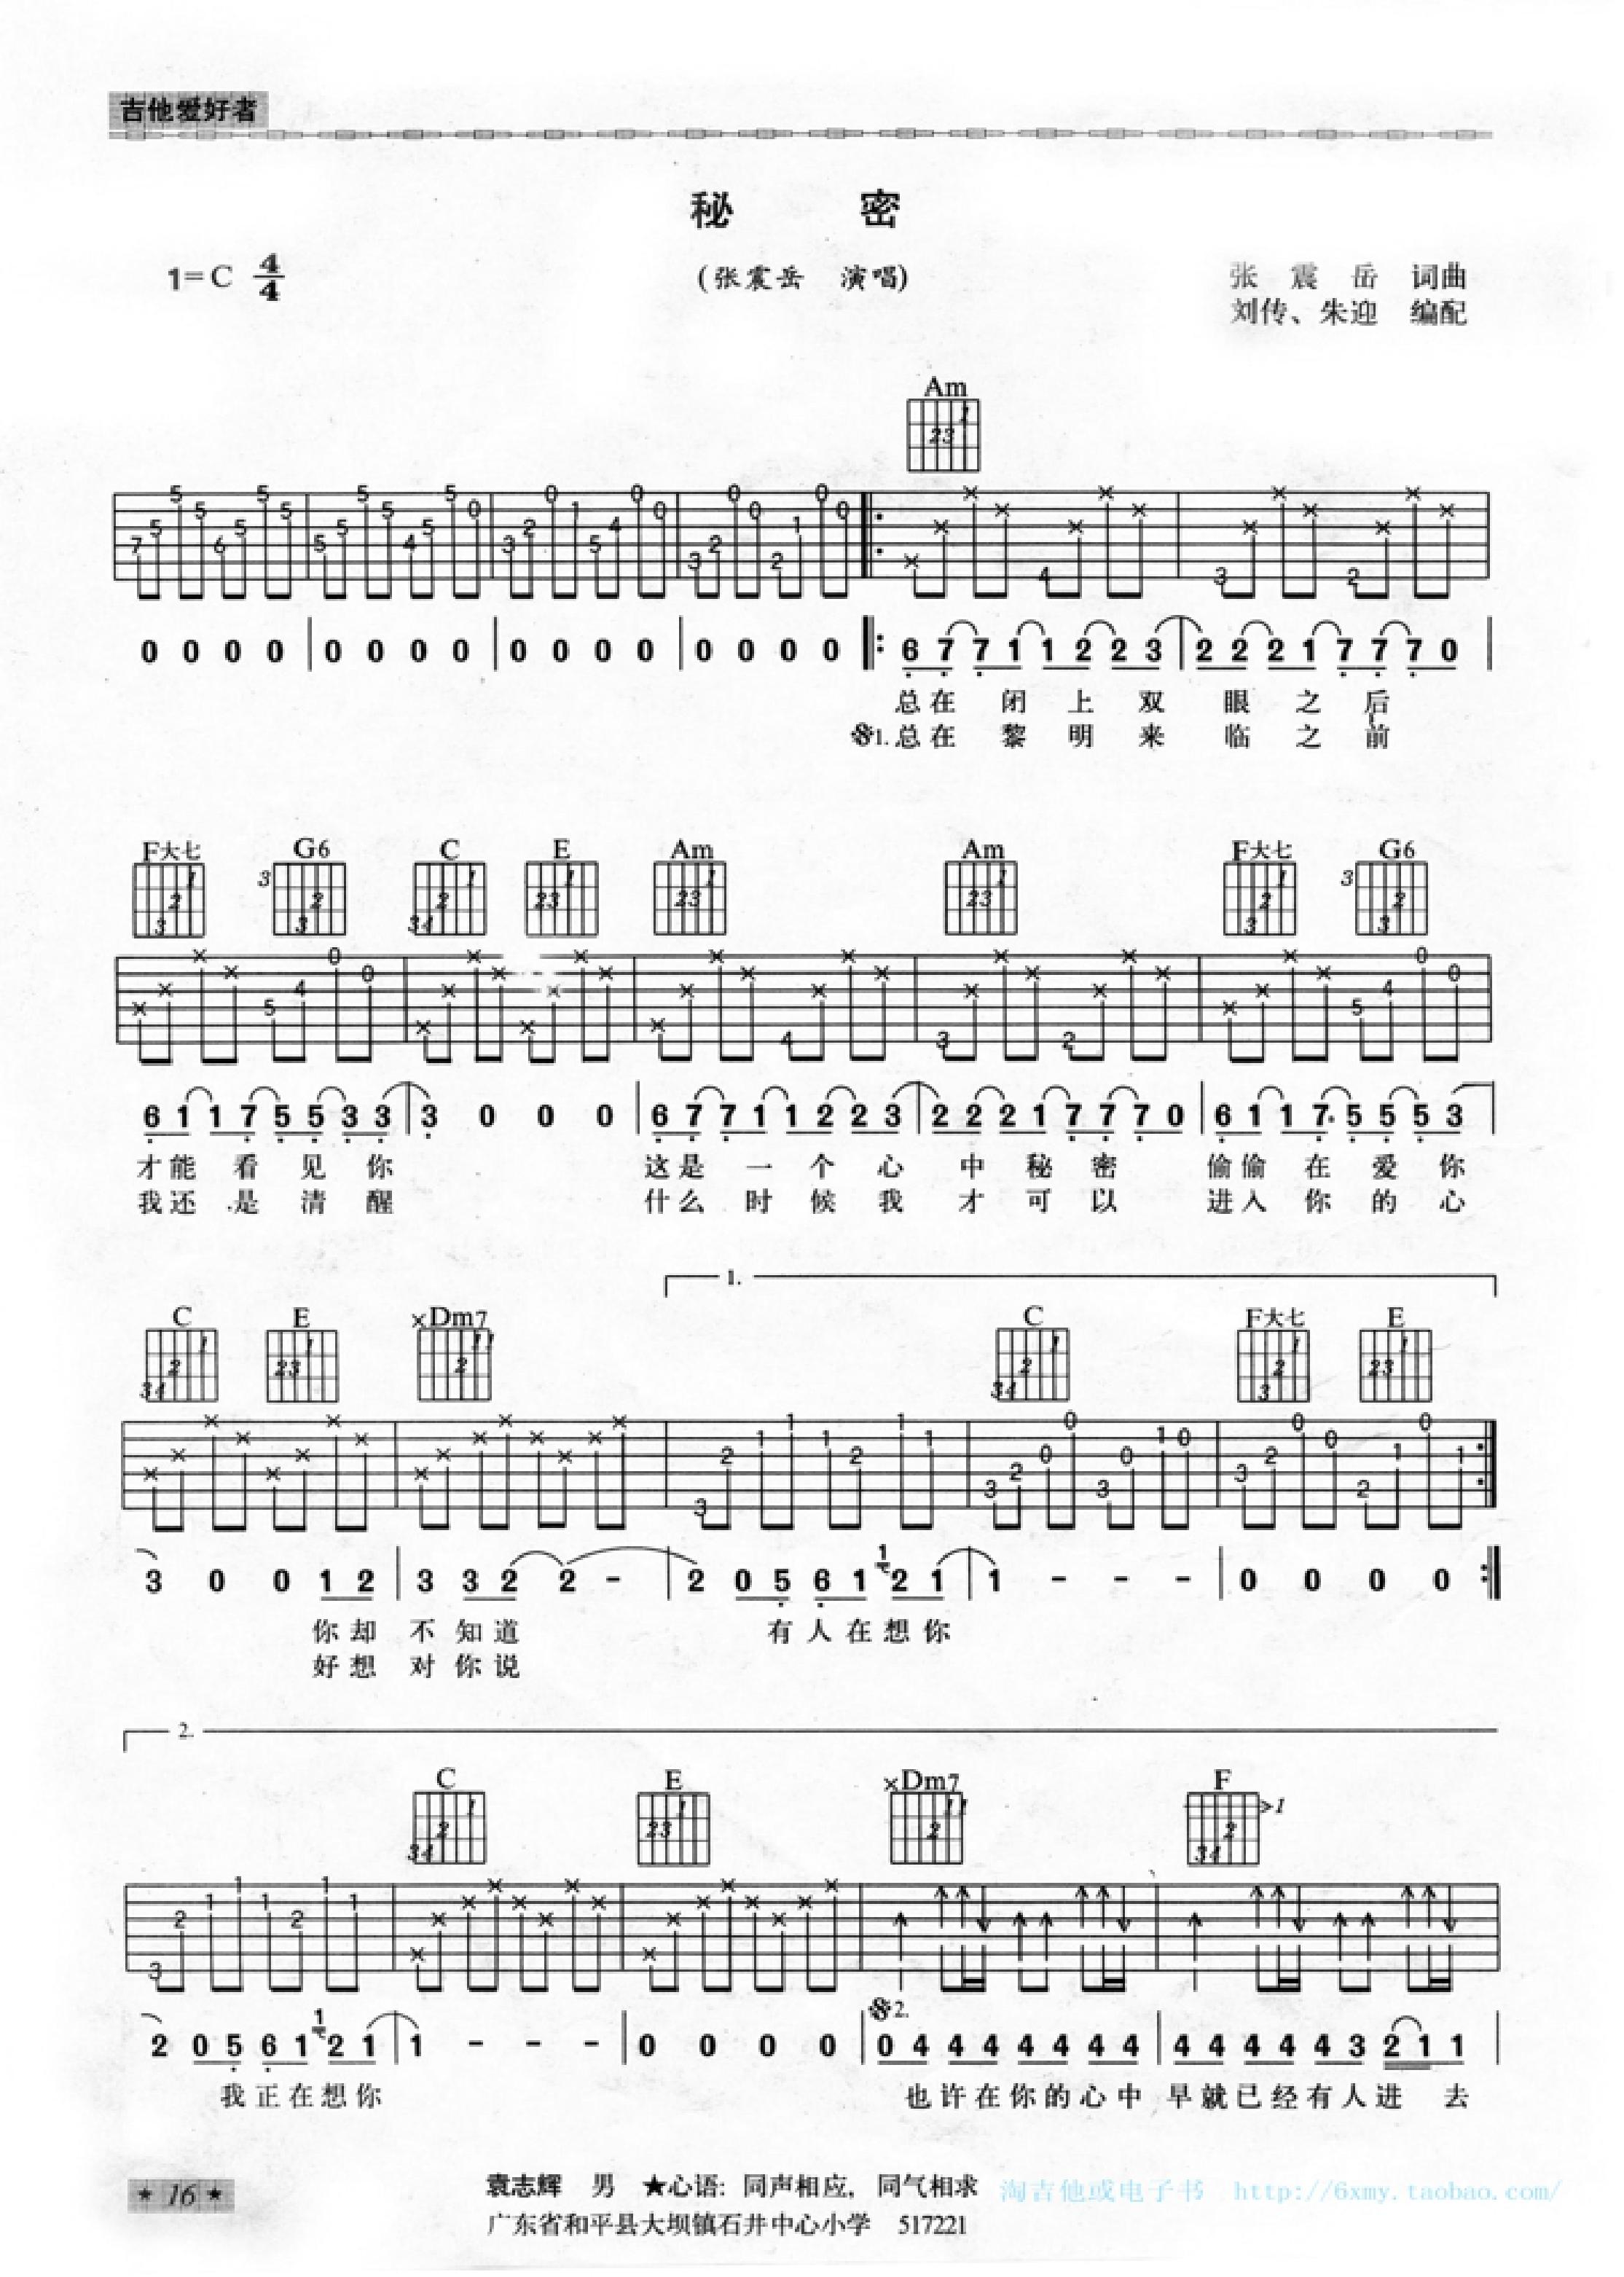 吉他爱好者
秘 密
1=C 4/4
(张震岳 演唱)
张 震 岳 词曲
刘传、朱迎 编配
Am
0 0 0 0 | 0 0 0 0 | 0 0 0 0 | 0 0 0 0 |: 6 7 7 1 1 2 2 3 | 2 2 2 1 7 7 7 0 |
总在 闭 上 双 眼 之 后
1.总在 黎 明 来 临 之 前
F大七 G6 C E Am Am F大七 G6
6 1 1 7 5 5 3 3 | 3 0 0 0 | 6 7 7 1 1 2 2 3 | 2 2 2 1 7 7 7 0 | 6 1 1 7 5 5 5 3 |
才能 看 见 你 这是 一 个 心 中 秘 密 偷偷 在 爱 你
我还 是 清 醒 什么 时 候 我 才 可 以 进入 你 的 心
1.
C E ×Dm7 C F大七 E
3 0 0 1 2 | 3 3 2 2 - | 2 0 5 6 1 1 2 1 | 1 - - - | 0 0 0 0 :|
你却 不 知道 有人在想你
好想 对 你说
2.
C E ×Dm7 F
2 0 5 6 1 1 2 1 | 1 - - - | 0 0 0 0 | 0 4 4 4 4 4 4 4 | 4 4 4 4 4 3 2 1 1 |
2.
我正在想你 也许在你的心中 早就已经有人进 去
★ 16 ★
袁志辉 男 ★心语：同声相应，同气相求
淘吉他或电子书 http://6xmy.taobao.com/
广东省和平县大坝镇石井中心小学 517221